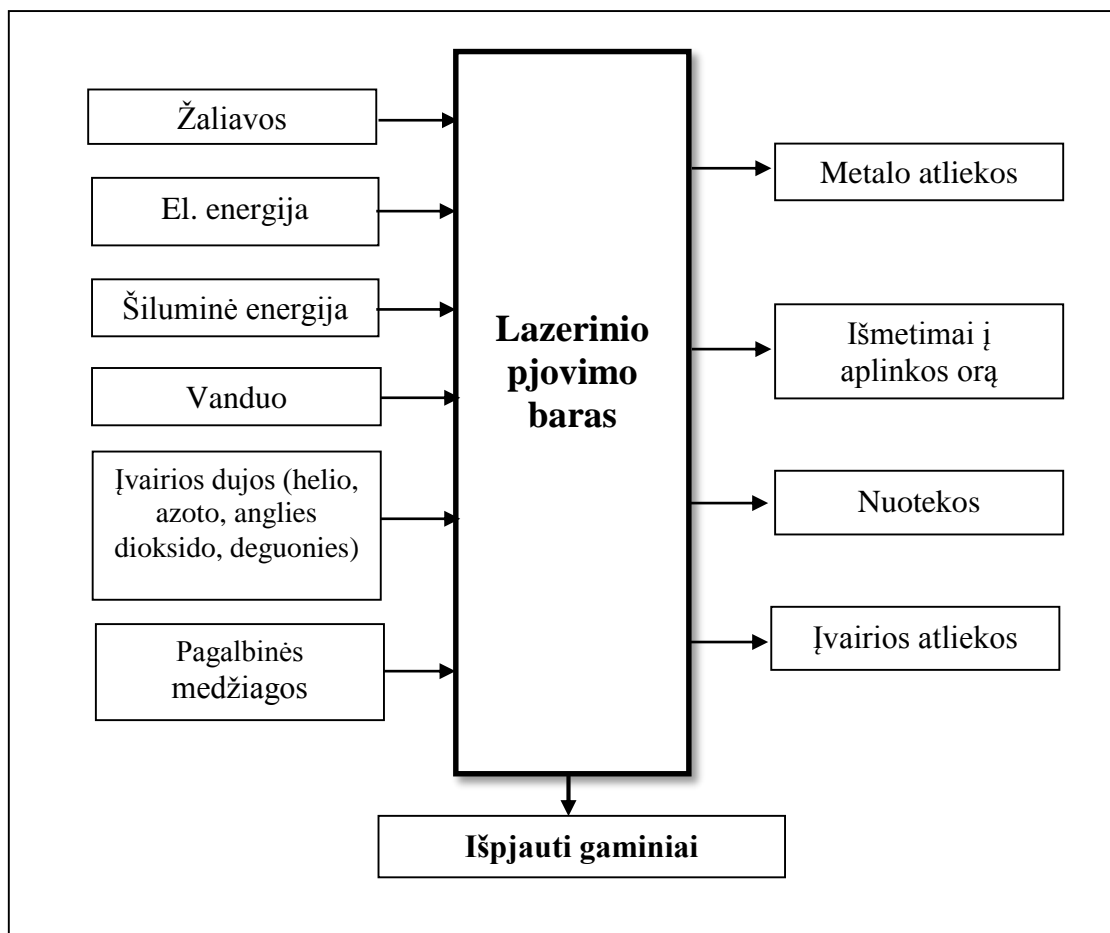 Žaliavos
El. energija
Šiluminė energija
Vanduo
Įvairios dujos (helio,
azoto, anglies
dioksido, deguonies)
Pagalbinės
medžiagos
Lazerinio
pjovimo
baras
Metalo atliekos
Išmetimai į
aplinkos orą
Nuotekos
Įvairios atliekos
Išpjauti gaminiai